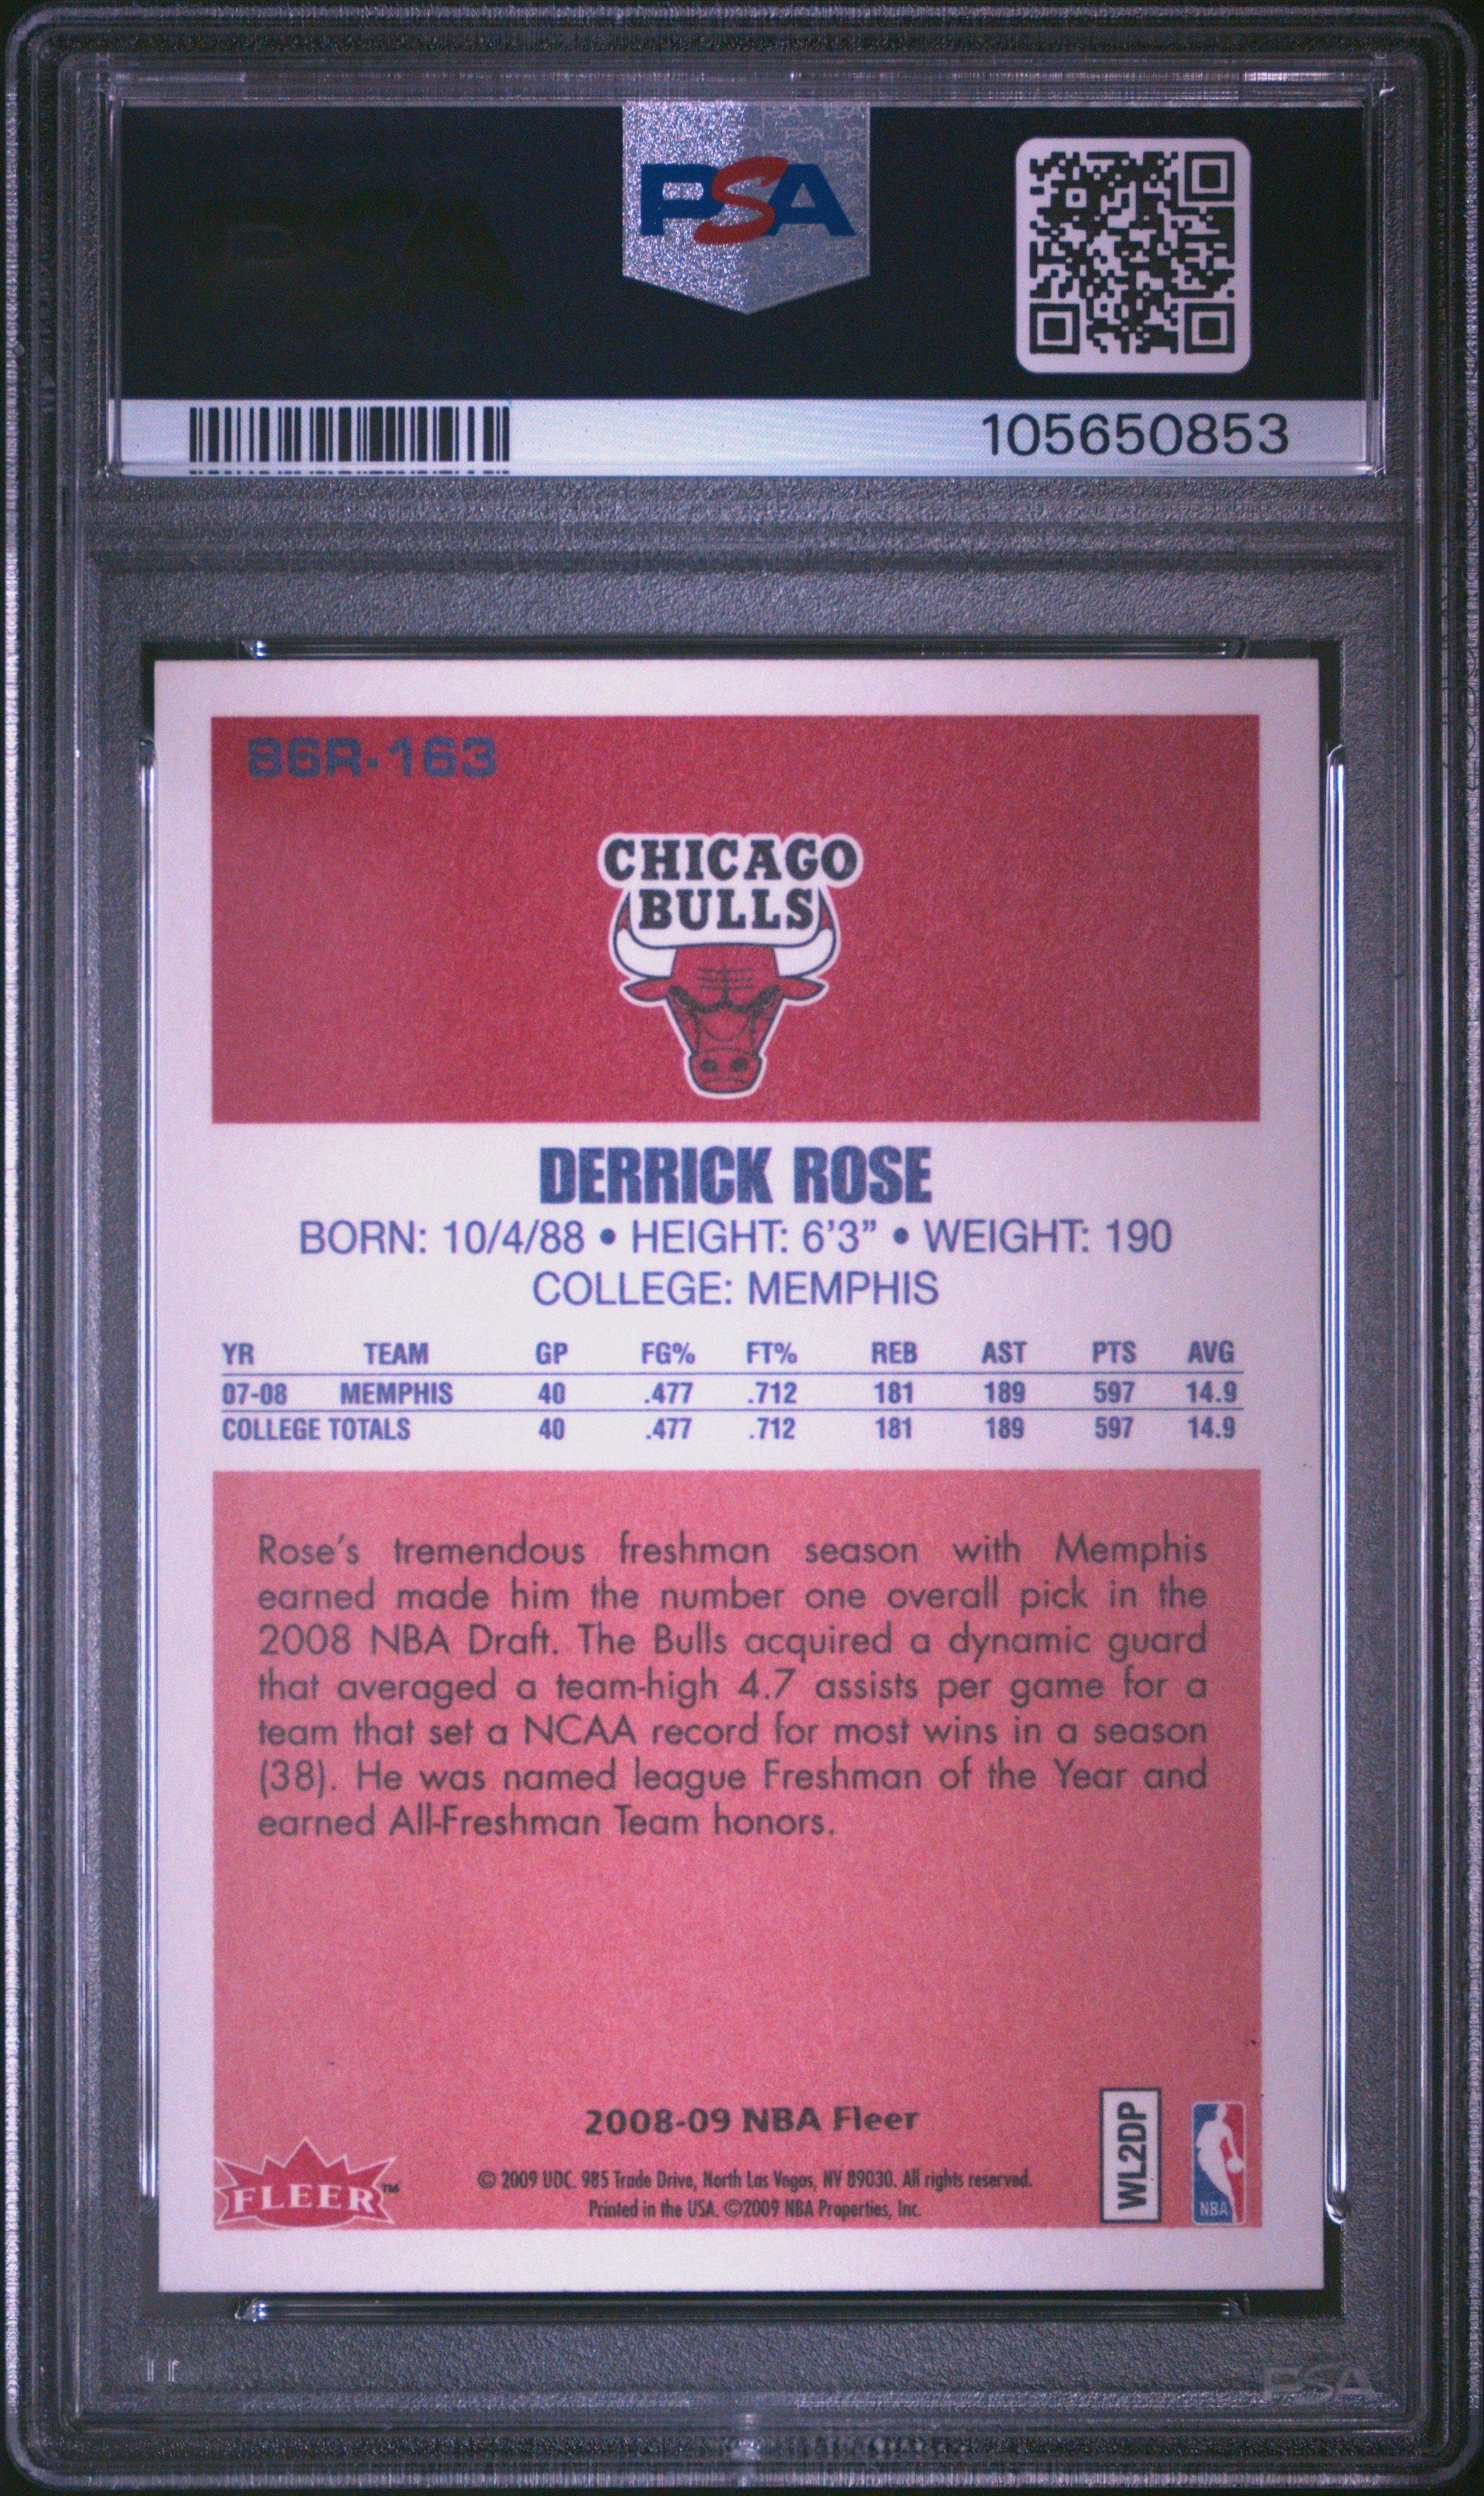 PSA
105650853
86R-163
CHICAGO
BULLS
DERRICK ROSE
BORN: 10/4/88 • HEIGHT: 6'3” • WEIGHT: 190
COLLEGE: MEMPHIS
YR TEAM GP FG% FT% REB AST PTS AVG
07-08 MEMPHIS 40 .477 .712 181 189 597 14.9
COLLEGE TOTALS 40 .477 .712 181 189 597 14.9
Rose's tremendous freshman season with Memphis
earned made him the number one overall pick in the
2008 NBA Draft. The Bulls acquired a dynamic guard
that averaged a team-high 4.7 assists per game for a
team that set a NCAA record for most wins in a season
(38). He was named league Freshman of the Year and
earned All-Freshman Team honors.
2008-09 NBA Fleer
© 2009 UDC. 985 Trade Drive, North Las Vegas, NV 89030. All rights reserved.
Printed in the USA. ©2009 NBA Properties, Inc.
FLEER™
WL2DP
NBA
PSA